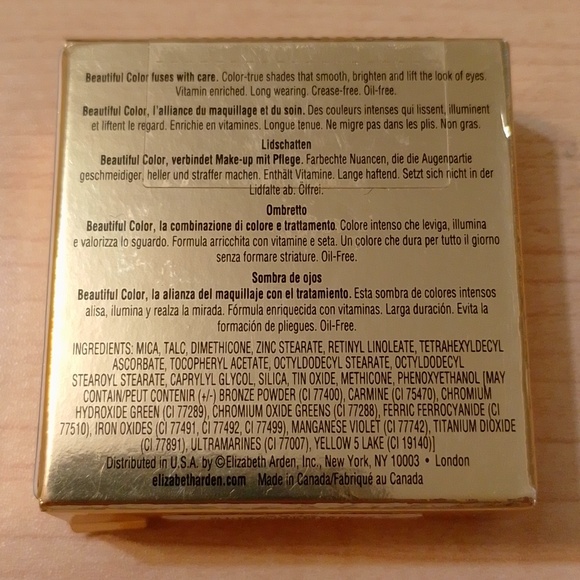 Beautiful Color fuses with care. Color-true shades that smooth, brighten and lift the look of eyes.
Vitamin enriched. Long wearing. Crease-free. Oil-free.
Beautiful Color, l'alliance du maquillage et du soin. Des couleurs intenses qui lissent, illuminent
et liftent le regard. Enrichie en vitamines. Longue tenue. Ne migre pas dans les plis. Non gras.
Lidschatten
Beautiful Color, verbindet Make-up mit Pflege. Farbechte Nuancen, die die Augenpartie
geschmeidiger, heller und straffer machen. Enthält Vitamine. Lange haftend. Setzt sich nicht in der
Lidfalte ab. Ölfrei.
Ombretto
Beautiful Color, la combinazione di colore e trattamento. Colore intenso che leviga, illumina
e valorizza lo sguardo. Formula arricchita con vitamine e seta. Un colore che dura per tutto il giorno
senza formare striature. Oil-Free.
Sombra de ojos
Beautiful Color, la alianza del maquillaje con el tratamiento. Esta sombra de colores intensos
alisa, ilumina y realza la mirada. Fórmula enriquecida con vitaminas. Larga duración. Evita la
formación de pliegues. Oil-Free.
INGREDIENTS: MICA, TALC, DIMETHICONE, ZINC STEARATE, RETINYL LINOLEATE, TETRAHEXYLDECYL
ASCORBATE, TOCOPHERYL ACETATE, OCTYLDODECYL STEARATE, OCTYLDODECYL
STEAROYL STEARATE, CAPRYLYL GLYCOL, SILICA, TIN OXIDE, METHICONE, PHENOXYETHANOL [MAY
CONTAIN/PEUT CONTENIR (+/-) BRONZE POWDER (CI 77400), CARMINE (CI 75470), CHROMIUM
HYDROXIDE GREEN (CI 77289), CHROMIUM OXIDE GREENS (CI 77288), FERRIC FERROCYANIDE (CI
77510), IRON OXIDES (CI 77491, CI 77492, CI 77499), MANGANESE VIOLET (CI 77742), TITANIUM DIOXIDE
(CI 77891), ULTRAMARINES (CI 77007), YELLOW 5 LAKE (CI 19140)]
Distributed in U.S.A. by ©Elizabeth Arden, Inc., New York, NY 10003 • London
elizabetharden.com Made in Canada/Fabriqué au Canada